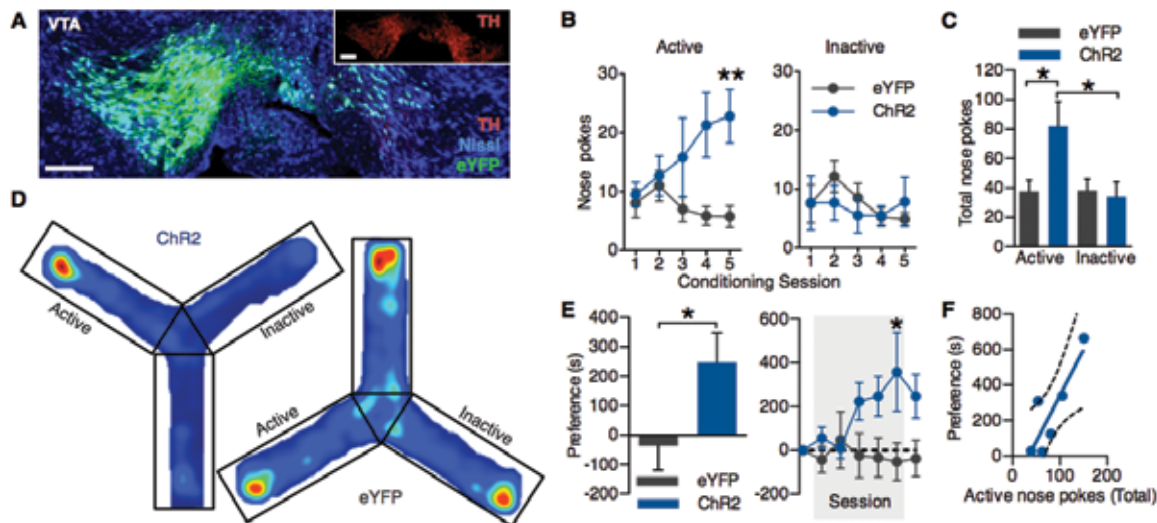 A
VTA
TH
TH
Nissl
eYFP
B
Active
Inactive
Nose pokes
30
20
10
0
**
1 2 3 4 5
30
20
10
0
eYFP
ChR2
1 2 3 4 5
Conditioning Session
C
eYFP
ChR2
Total nose pokes
120
100
80
60
40
20
0
*
*
Active
Inactive
D
ChR2
Active
Inactive
Active
Inactive
eYFP
E
Preference (s)
400
300
200
100
0
-100
-200
*
eYFP
ChR2
600
400
200
0
-200
*
Session
F
Preference (s)
800
600
400
200
0
0 50 100 150 200
Active nose pokes (Total)